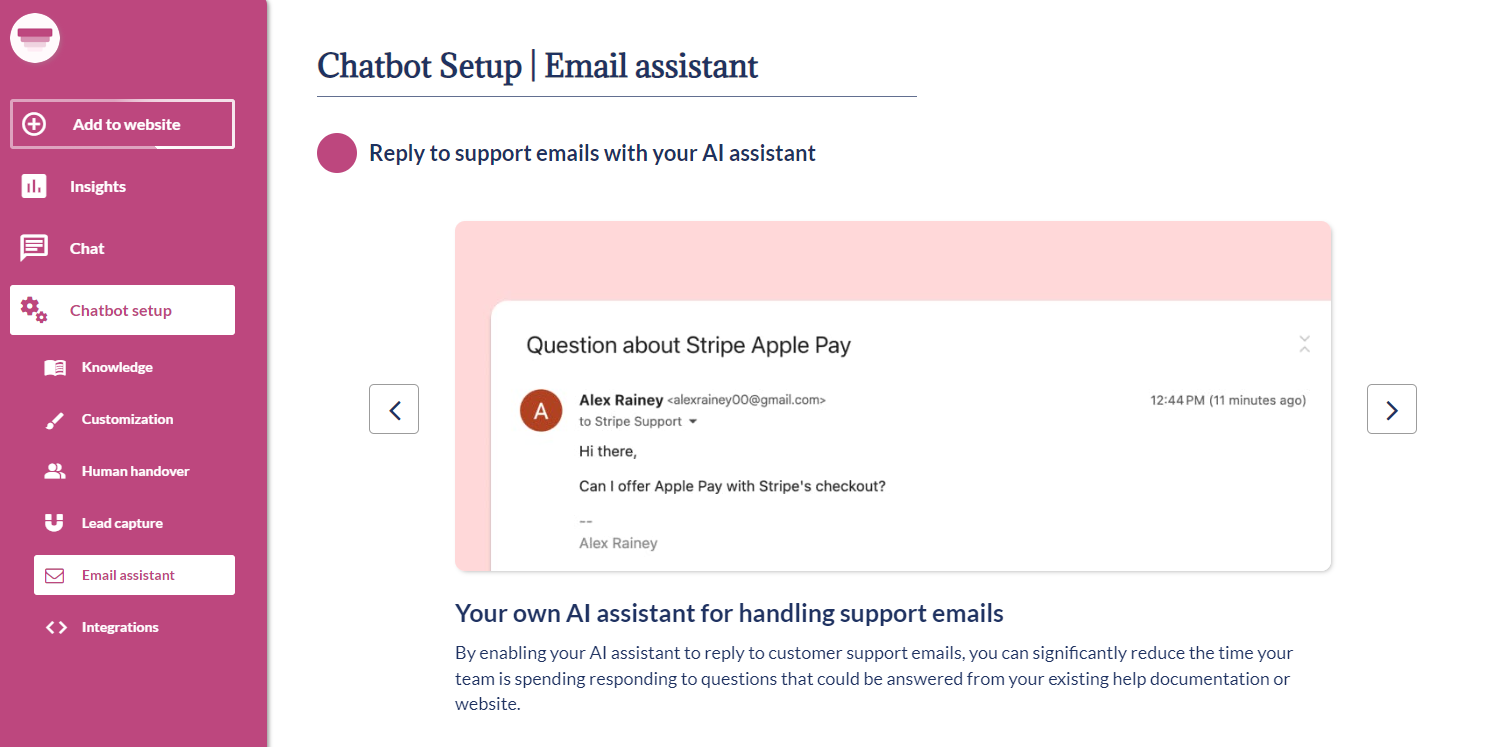 Add to website
Insights
Chat
Chatbot setup
Knowledge
Customization
Human handover
Lead capture
Email assistant
Integrations
Chatbot Setup | Email assistant
Reply to support emails with your AI assistant
Question about Stripe Apple Pay
A
Alex Rainey <alexrainey00@gmail.com>
12:44 PM (11 minutes ago)
to Stripe Support
Hi there,
Can I offer Apple Pay with Stripe's checkout?
--
Alex Rainey
Your own AI assistant for handling support emails
By enabling your AI assistant to reply to customer support emails, you can significantly reduce the time your
team is spending responding to questions that could be answered from your existing help documentation or
website.